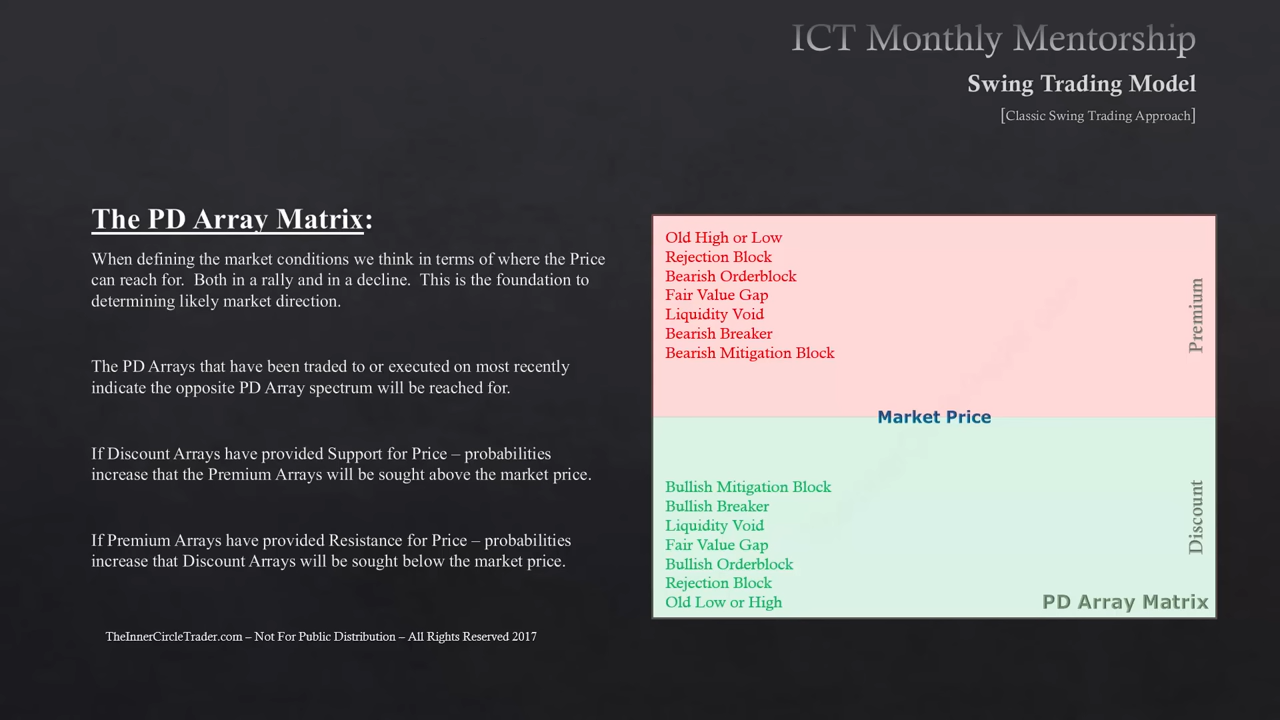 ICT Monthly Mentorship
Swing Trading Model
[Classic Swing Trading Approach]
The PD Array Matrix:
When defining the market conditions we think in terms of where the Price
can reach for.  Both in a rally and in a decline.  This is the foundation to
determining likely market direction.
The PD Arrays that have been traded to or executed on most recently
indicate the opposite PD Array spectrum will be reached for.
If Discount Arrays have provided Support for Price – probabilities
increase that the Premium Arrays will be sought above the market price.
If Premium Arrays have provided Resistance for Price – probabilities
increase that Discount Arrays will be sought below the market price.
TheInnerCircleTrader.com – Not For Public Distribution – All Rights Reserved 2017
Old High or Low
Rejection Block
Bearish Orderblock
Fair Value Gap
Liquidity Void
Bearish Breaker
Bearish Mitigation Block
Premium
Market Price
Bullish Mitigation Block
Bullish Breaker
Liquidity Void
Fair Value Gap
Bullish Orderblock
Rejection Block
Old Low or High
Discount
PD Array Matrix